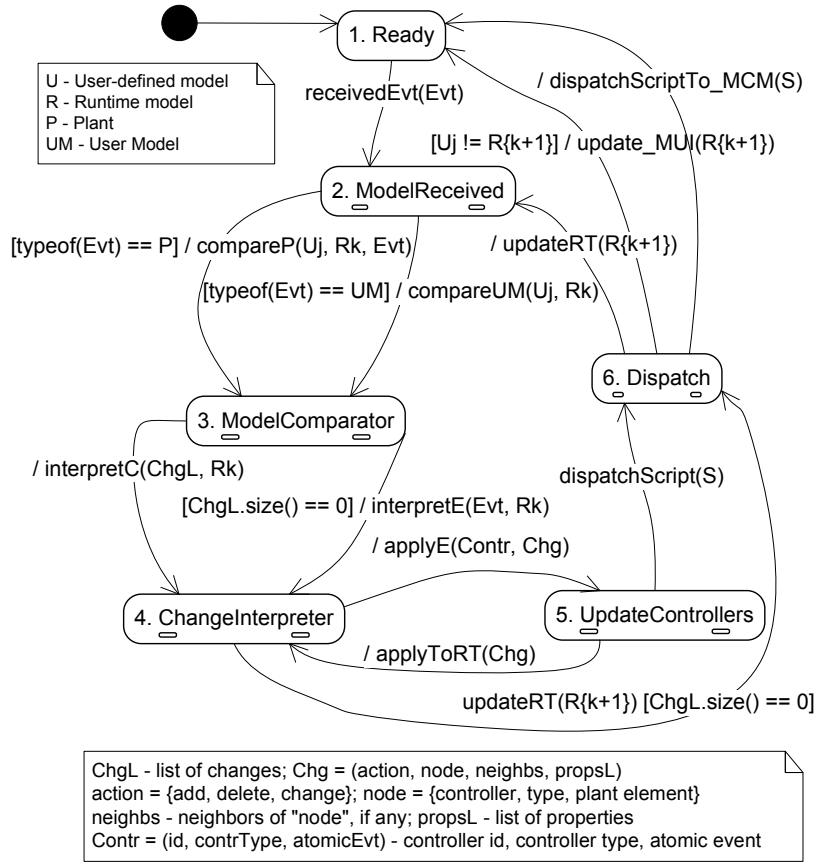 1. Ready
U - User-defined model
R - Runtime model
P - Plant
UM - User Model
receivedEvt(Evt)
/ dispatchScriptTo_MCM(S)
[Uj != R{k+1}] / update_MUI(R{k+1})
2. ModelReceived
[typeof(Evt) == P] / compareP(Uj, Rk, Evt)
/ updateRT(R{k+1})
[typeof(Evt) == UM] / compareUM(Uj, Rk)
6. Dispatch
3. ModelComparator
/ interpretC(ChgL, Rk)
dispatchScript(S)
[ChgL.size() == 0] / interpretE(Evt, Rk)
/ applyE(Contr, Chg)
4. ChangeInterpreter
5. UpdateControllers
/ applyToRT(Chg)
updateRT(R{k+1}) [ChgL.size() == 0]
ChgL - list of changes; Chg = (action, node, neighbs, propsL)
action = {add, delete, change}; node = {controller, type, plant element}
neighbs - neighbors of "node", if any; propsL - list of properties
Contr = (id, contrType, atomicEvt) - controller id, controller type, atomic event